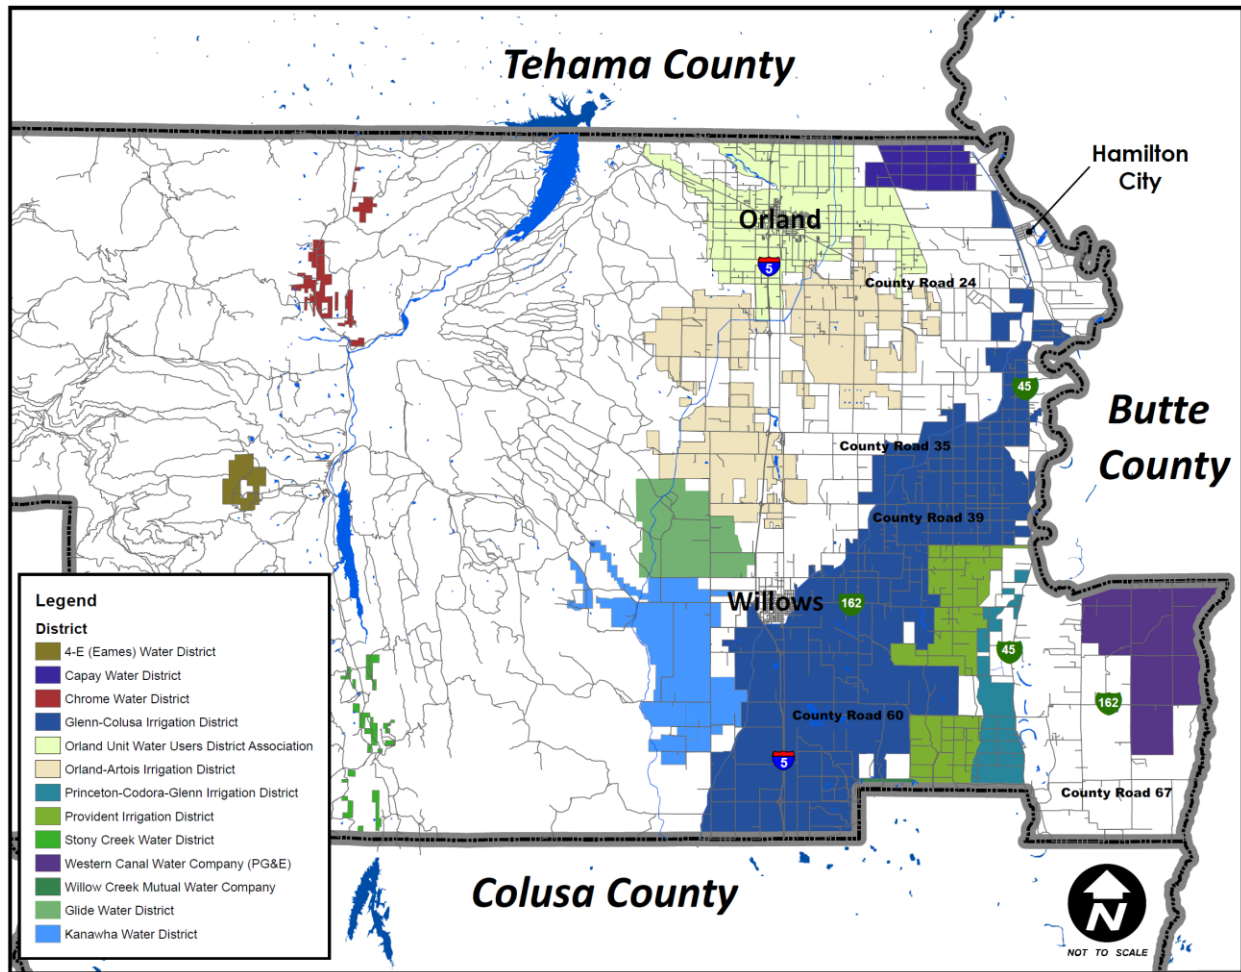 Tehama County
Hamilton
City
Orland
5
County Road 24
45
Butte
County
County Road 35
County Road 39
Willows
162
45
162
County Road 60
5
County Road 67
Colusa County
Legend
District
4-E (Eames) Water District
Capay Water District
Chrome Water District
Glenn-Colusa Irrigation District
Orland Unit Water Users District Association
Orland-Artois Irrigation District
Princeton-Codora-Glenn Irrigation District
Provident Irrigation District
Stony Creek Water District
Western Canal Water Company (PG&E)
Willow Creek Mutual Water Company
Glide Water District
Kanawha Water District
N
NOT TO SCALE